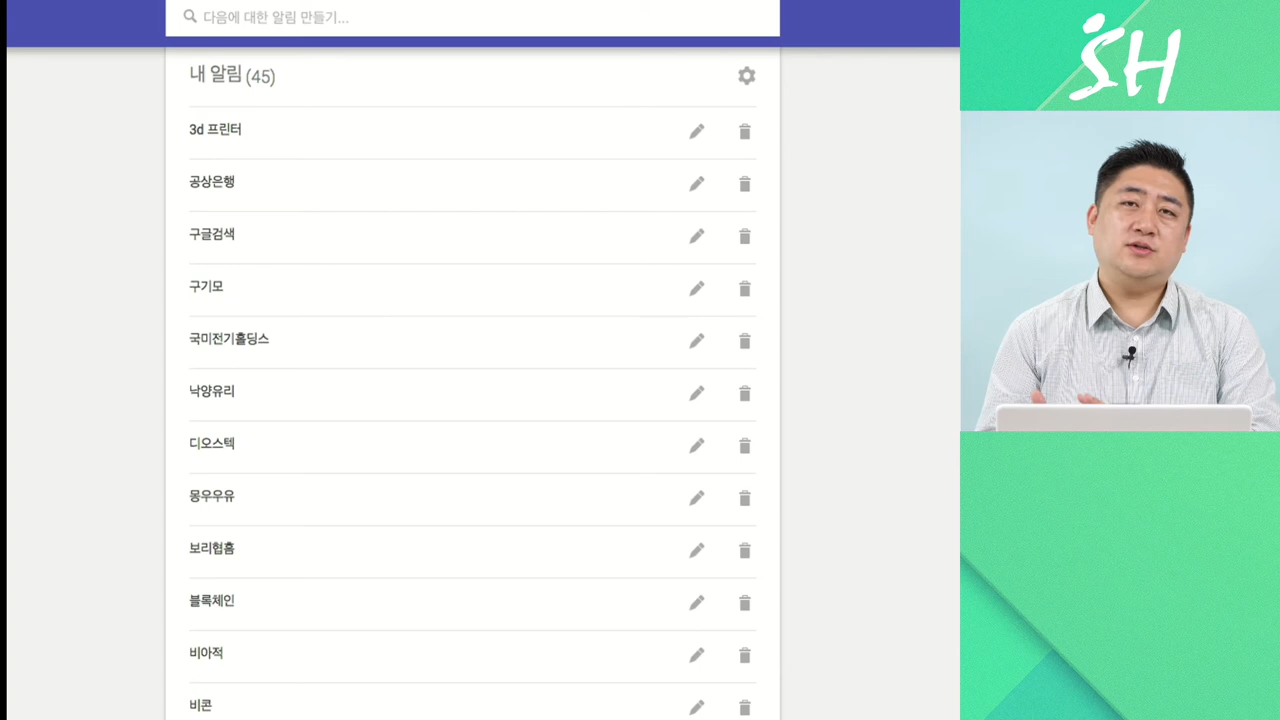 다음에 대한 알림 만들기...
SH
내 알림 (45)
3d 프린터
공상은행
구글검색
구기모
국미전기홀딩스
낙양유리
디오스텍
몽우우유
보리협흠
블록체인
비아적
비콘